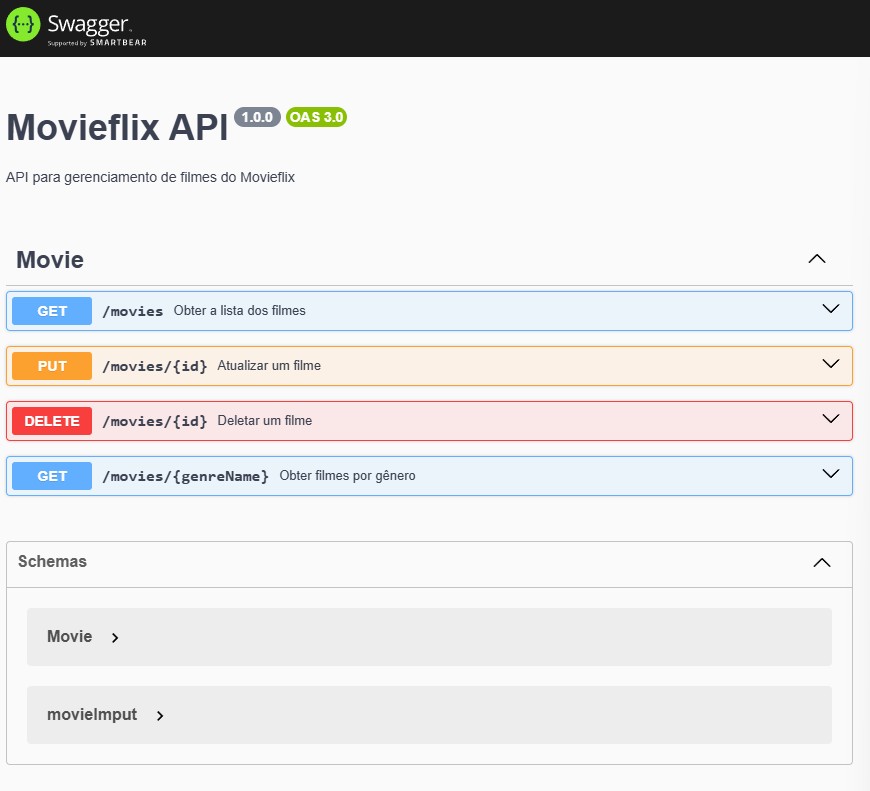 {···} Swagger
Supported by SMARTBEAR
Movieflix API 1.0.0 OAS 3.0
API para gerenciamento de filmes do Movieflix
Movie
GET /movies Obter a lista dos filmes
PUT /movies/{id} Atualizar um filme
DELETE /movies/{id} Deletar um filme
GET /movies/{genreName} Obter filmes por gênero
Schemas
Movie
movieImput